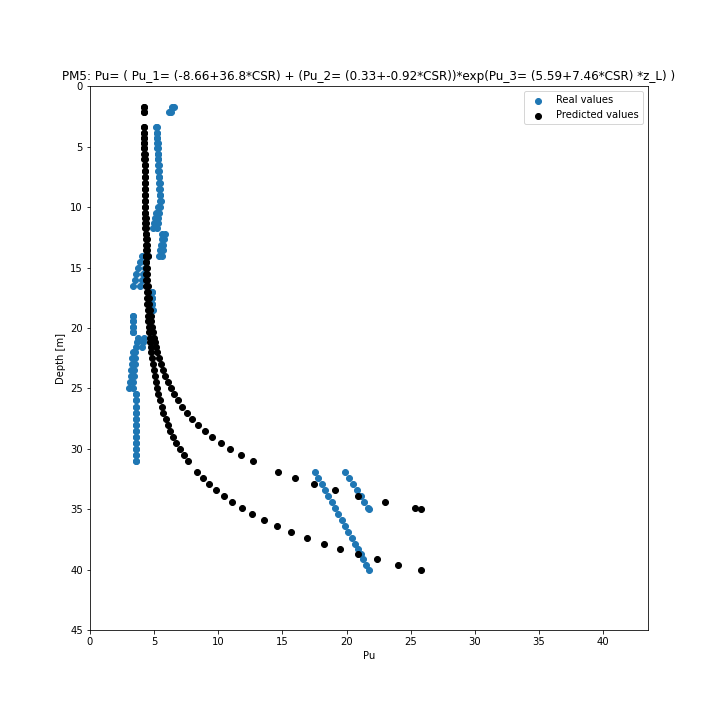 PM5: Pu= ( Pu_1= (-8.66+36.8*CSR) + (Pu_2= (0.33+-0.92*CSR))*exp(Pu_3= (5.59+7.46*CSR) *z_L) )
Real values
Predicted values
0
5
10
15
20
25
30
35
40
45
Depth [m]
0 5 10 15 20 25 30 35 40
Pu